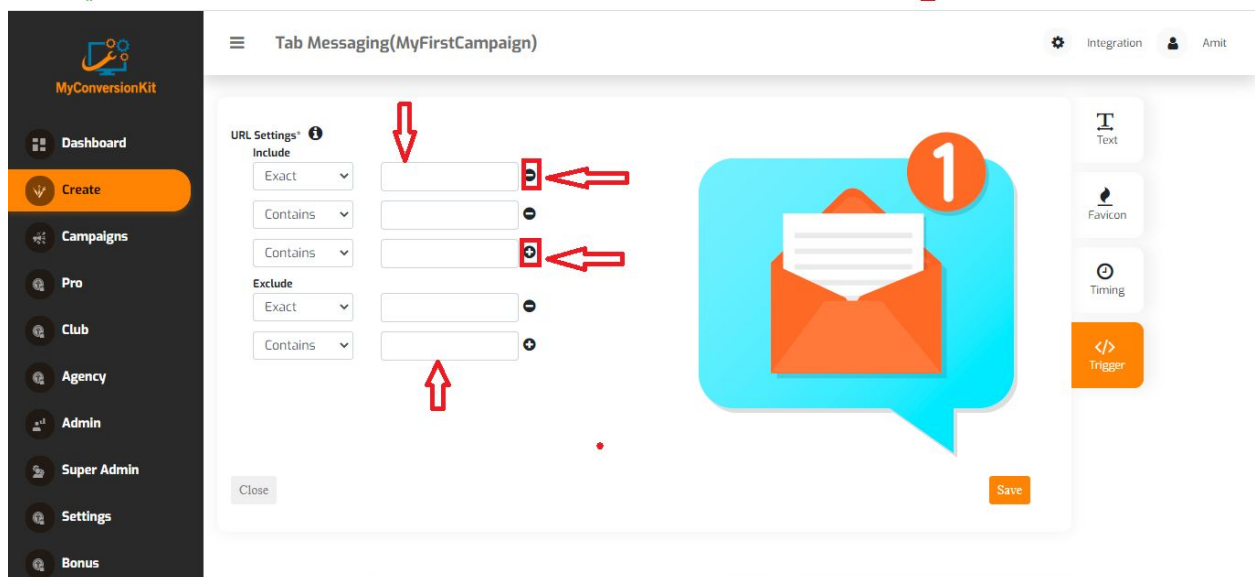 MyConversionKit
Tab Messaging(MyFirstCampaign)
Integration
Amit
Dashboard
Create
Campaigns
Pro
Club
Agency
Admin
Super Admin
Settings
Bonus
URL Settings*
Include
Exact
Contains
Contains
Exclude
Exact
Contains
Close
Save
1
Text
Favicon
Timing
</>
Trigger